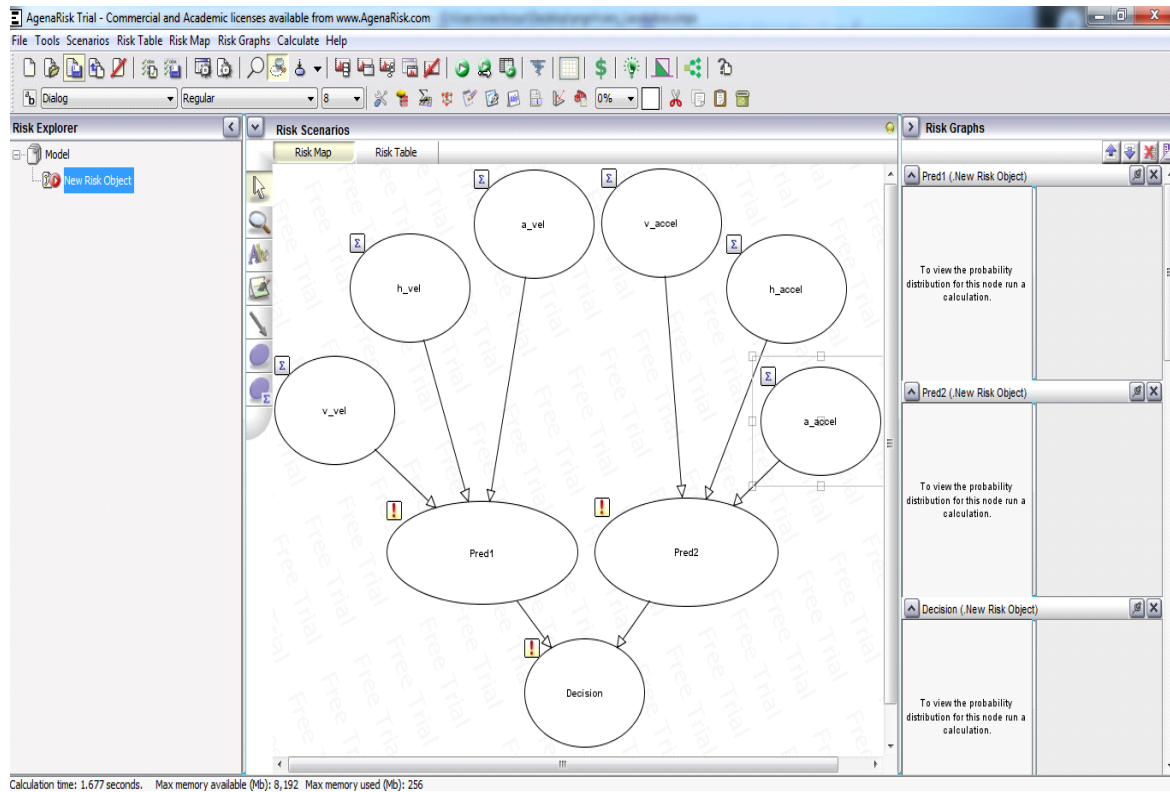 AgenaRisk Trial - Commercial and Academic licenses available from www.AgenaRisk.com
File Tools Scenarios Risk Table Risk Map Risk Graphs Calculate Help
Dialog Regular 8 0%
Risk Explorer
Model
New Risk Object
Risk Scenarios
Risk Map Risk Table
a_vel
v_accel
h_vel
h_accel
v_vel
a_accel
Pred1
Pred2
Decision
Free Trial
Risk Graphs
Pred1 (.New Risk Object)
To view the probability
distribution for this node run a
calculation.
Pred2 (.New Risk Object)
To view the probability
distribution for this node run a
calculation.
Decision (.New Risk Object)
To view the probability
distribution for this node run a
calculation.
Calculation time: 1.677 seconds. Max memory available (Mb): 8,192 Max memory used (Mb): 256